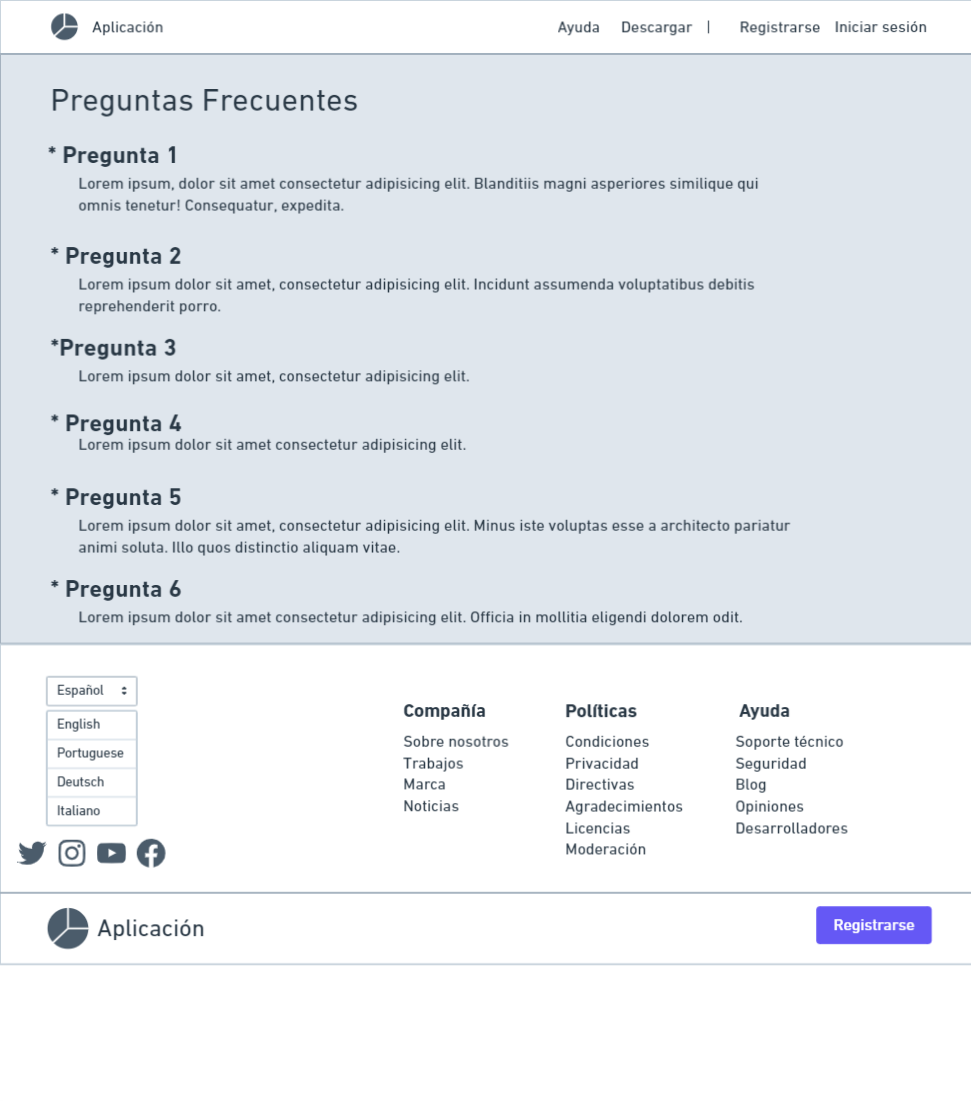 Aplicación
Ayuda Descargar | Registrarse Iniciar sesión
Preguntas Frecuentes
* Pregunta 1
Lorem ipsum, dolor sit amet consectetur adipisicing elit. Blanditiis magni asperiores similique qui
omnis tenetur! Consequatur, expedita.
* Pregunta 2
Lorem ipsum dolor sit amet, consectetur adipisicing elit. Incidunt assumenda voluptatibus debitis
reprehenderit porro.
*Pregunta 3
Lorem ipsum dolor sit amet, consectetur adipisicing elit.
* Pregunta 4
Lorem ipsum dolor sit amet consectetur adipisicing elit.
* Pregunta 5
Lorem ipsum dolor sit amet, consectetur adipisicing elit. Minus iste voluptas esse a architecto pariatur
animi soluta. Illo quos distinctio aliquam vitae.
* Pregunta 6
Lorem ipsum dolor sit amet consectetur adipisicing elit. Officia in mollitia eligendi dolorem odit.
Español
English
Portuguese
Deutsch
Italiano
Compañía
Sobre nosotros
Trabajos
Marca
Noticias
Políticas
Condiciones
Privacidad
Directivas
Agradecimientos
Licencias
Moderación
Ayuda
Soporte técnico
Seguridad
Blog
Opiniones
Desarrolladores
Aplicación
Registrarse